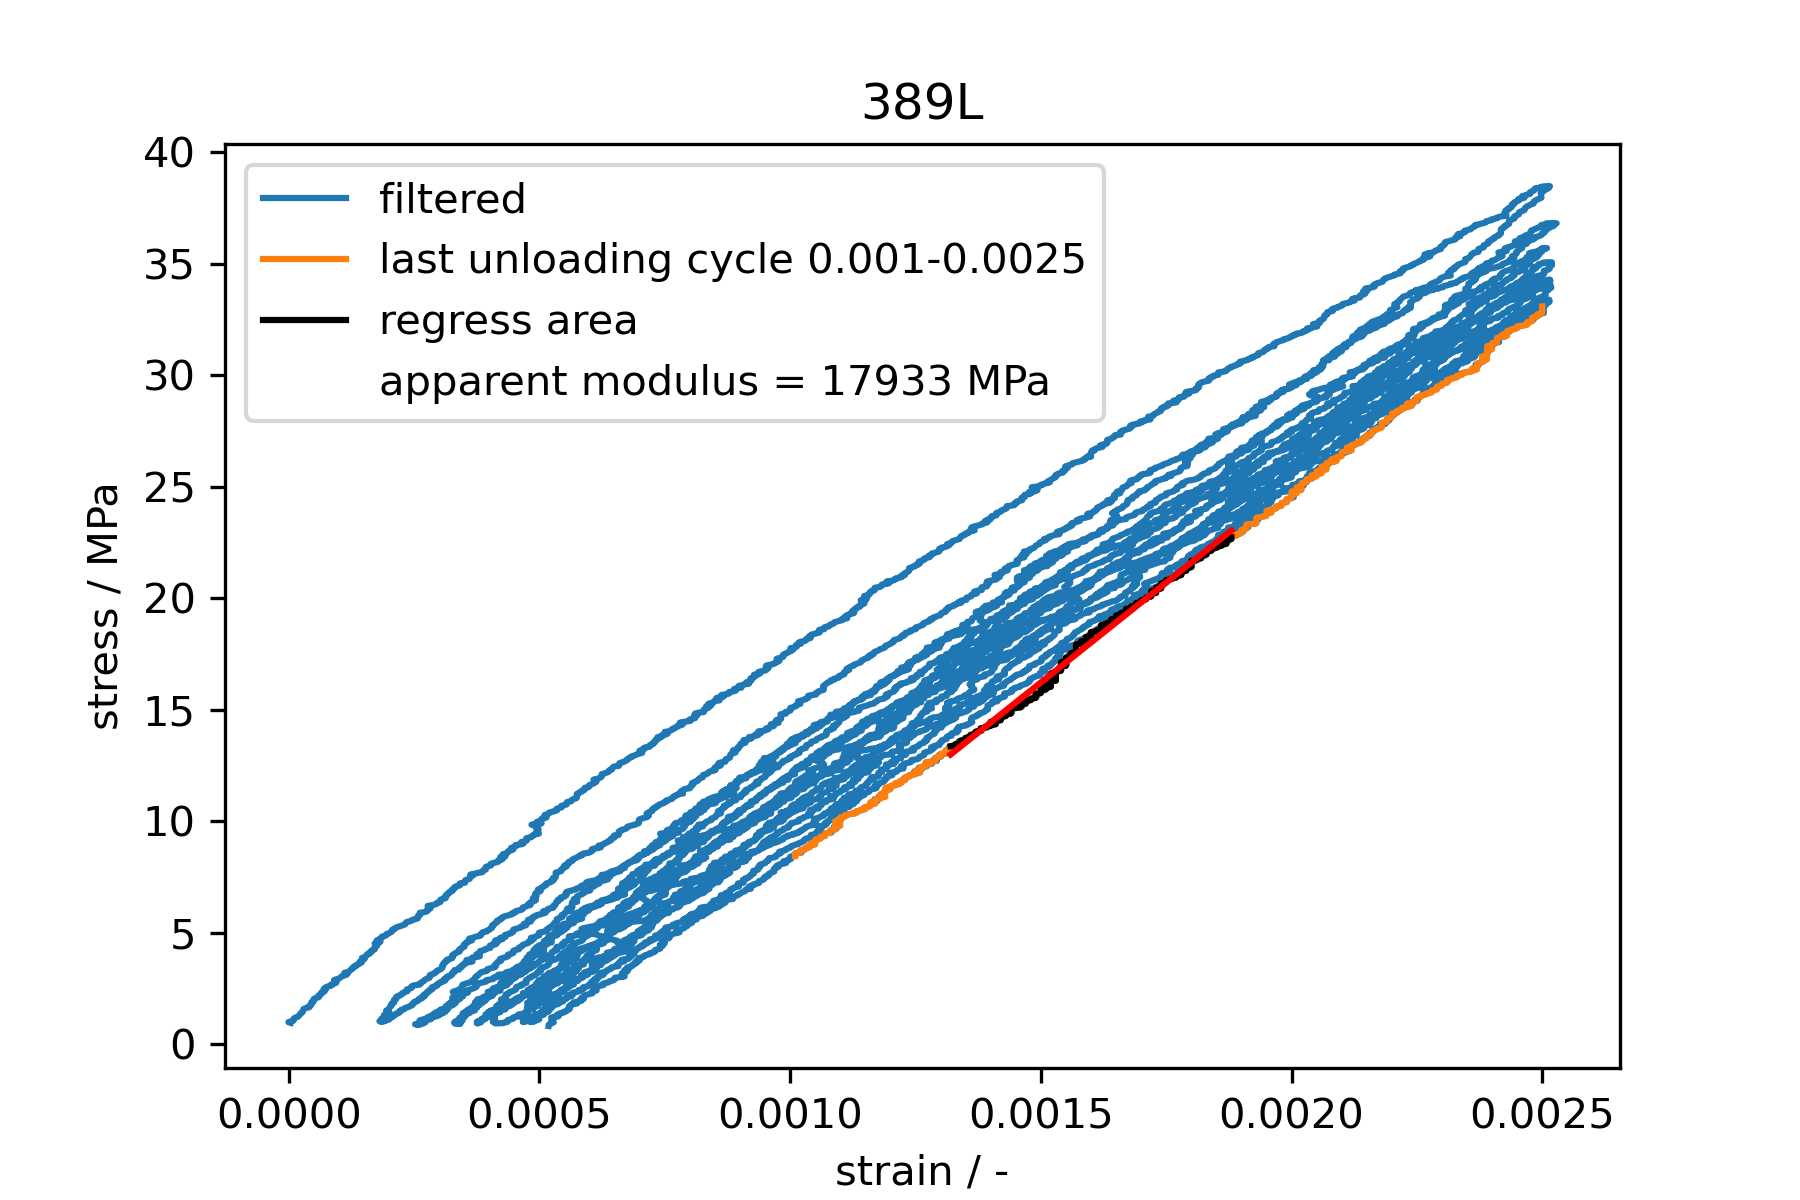 389L
40
35
30
25
20
15
10
5
0
stress / MPa
filtered
last unloading cycle 0.001-0.0025
regress area
apparent modulus = 17933 MPa
0.0000 0.0005 0.0010 0.0015 0.0020 0.0025
strain / -